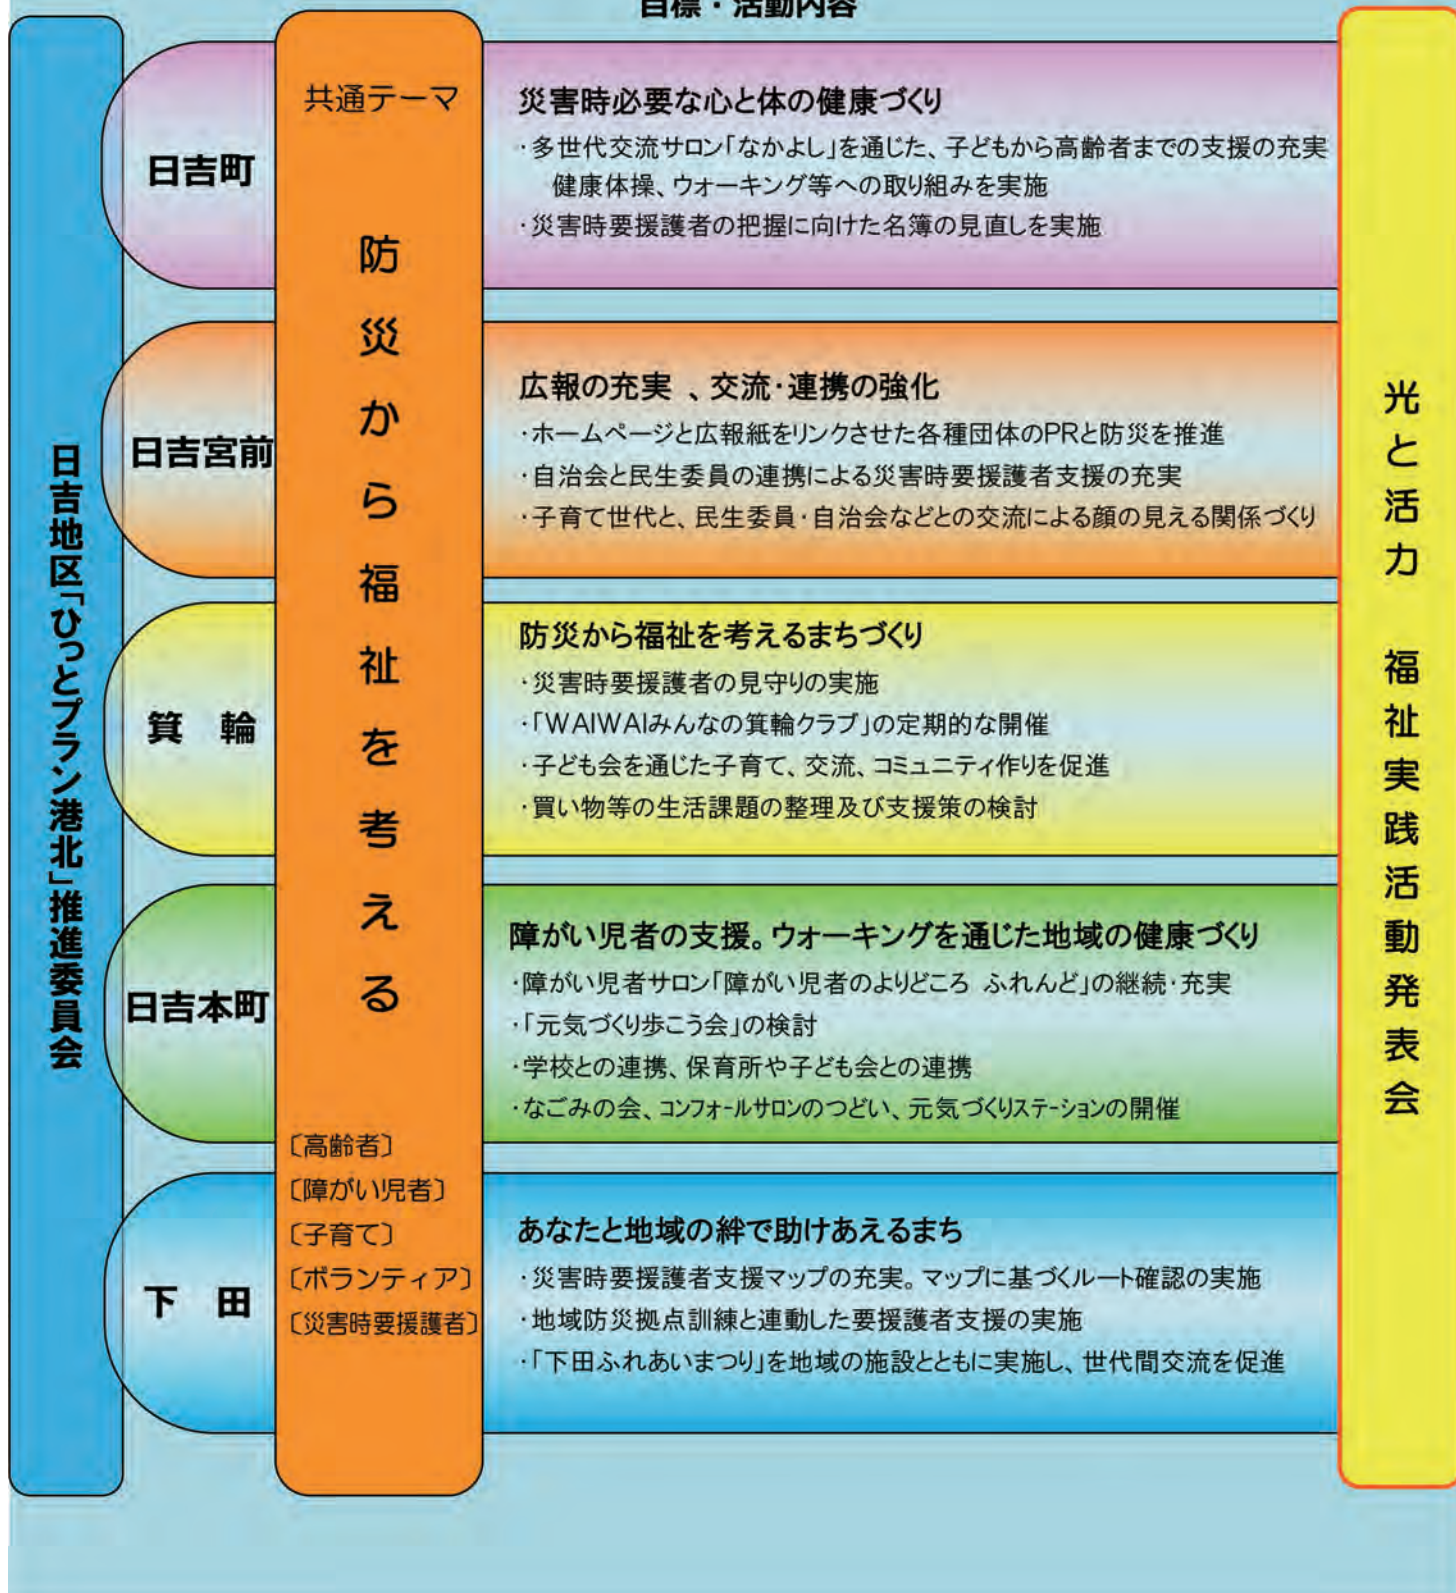 目標・活動内容
日吉地区「ひっとプラン港北」推進委員会
共通テーマ
防災から福祉を考える
〔高齢者〕
〔障がい児者〕
〔子育て〕
〔ボランティア〕
〔災害時要援護者〕
日吉町
災害時必要な心と体の健康づくり
・多世代交流サロン「なかよし」を通じた、子どもから高齢者までの支援の充実
健康体操、ウォーキング等への取り組みを実施
・災害時要援護者の把握に向けた名簿の見直しを実施
日吉宮前
広報の充実 、交流・連携の強化
・ホームページと広報紙をリンクさせた各種団体のPRと防災を推進
・自治会と民生委員の連携による災害時要援護者支援の充実
・子育て世代と、民生委員・自治会などとの交流による顔の見える関係づくり
箕 輪
防災から福祉を考えるまちづくり
・災害時要援護者の見守りの実施
・「WAIWAIみんなの箕輪クラブ」の定期的な開催
・子ども会を通じた子育て、交流、コミュニティ作りを促進
・買い物等の生活課題の整理及び支援策の検討
日吉本町
障がい児者の支援。ウォーキングを通じた地域の健康づくり
・障がい児者サロン「障がい児者のよりどころ ふれんど」の継続・充実
・「元気づくり歩こう会」の検討
・学校との連携、保育所や子ども会との連携
・なごみの会、コンフォールサロンのつどい、元気づくりステーションの開催
下 田
あなたと地域の絆で助けあえるまち
・災害時要援護者支援マップの充実。マップに基づくルート確認の実施
・地域防災拠点訓練と連動した要援護者支援の実施
・「下田ふれあいまつり」を地域の施設とともに実施し、世代間交流を促進
光と活力 福祉実践活動発表会